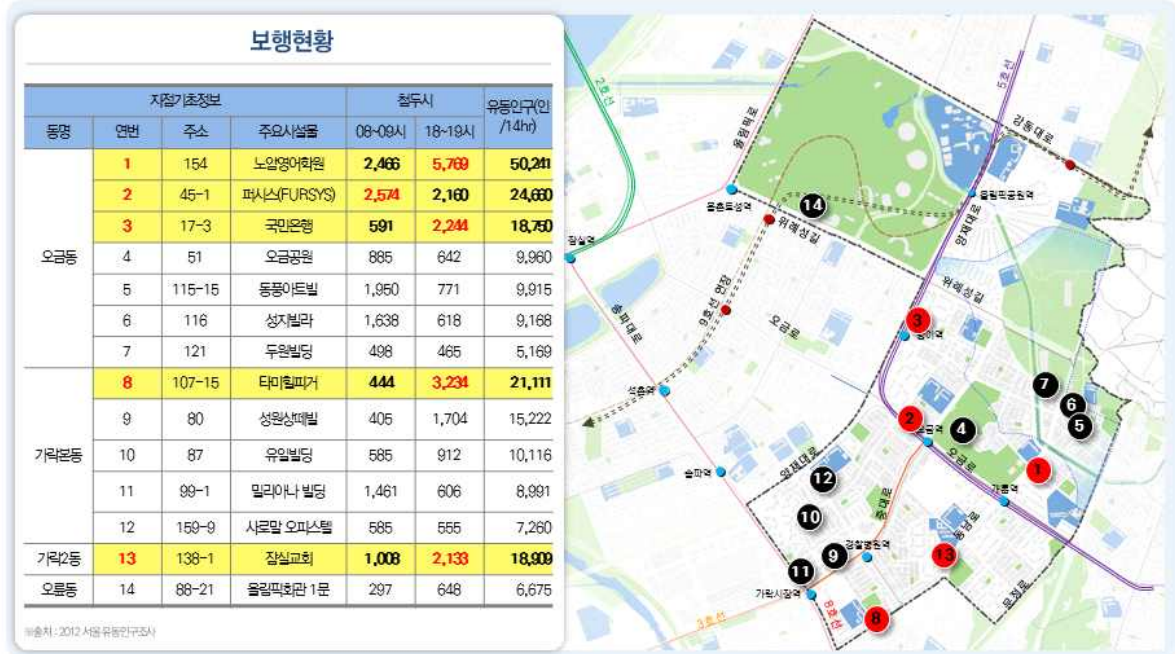 보행현황
지점기초정보 첨두시 유동인구(인/14hr)
동명 연번 주소 주요시설물 08~09시 18~19시
오금동 1 154 노암영어학원 2,466 5,769 50,241
2 45-1 퍼시스(FURSYS) 2,574 2,160 24,660
3 17-3 국민은행 591 2,244 18,750
4 51 오금공원 885 642 9,960
5 115-15 동풍아트빌 1,950 771 9,915
6 116 성지빌라 1,638 618 9,168
7 121 두원빌딩 498 465 5,169
가락본동 8 107-15 타미힐피거 444 3,234 21,111
9 80 성원상떼빌 405 1,704 15,222
10 87 유일빌딩 585 912 10,116
11 99-1 밀리아나 빌딩 1,461 606 8,991
12 159-9 사로말 오피스텔 585 555 7,260
가락2동 13 138-1 잠실교회 1,008 2,133 18,909
오륜동 14 88-21 올림픽회관 1문 297 648 6,675
※출처 : 2012 서울 유동인구조사
2호선
5호선
올림픽로
강동대로
몽촌토성역
올림픽공원역
14
위례성길
양재대로
잠실역
위례성길
9호선 연장
송파대로
오금로
3
석촌역
7
6
5
2
4
오금로
1
양재대로
송파역
12
중대로
개롱역
10
동남로
9
경찰병원역
13
11
가락시장역
문정로
3호선
8호선
8